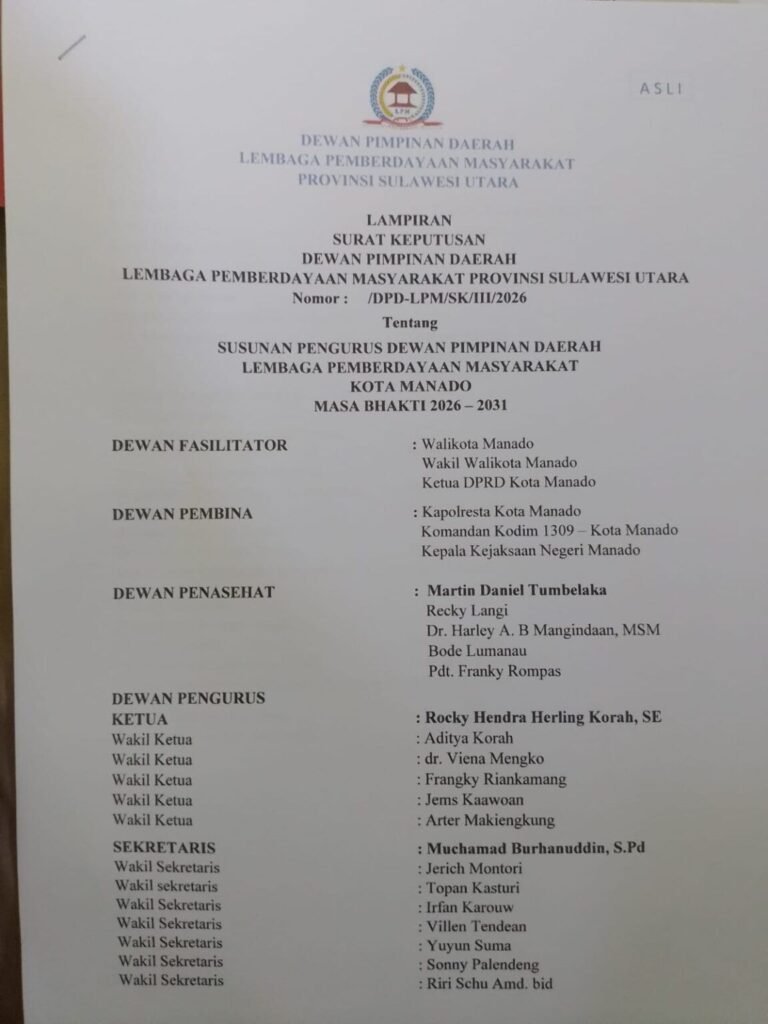 ASLI
LPM
DEWAN PIMPINAN DAERAH
LEMBAGA PEMBERDAYAAN MASYARAKAT
PROVINSI SULAWESI UTARA
LAMPIRAN
SURAT KEPUTUSAN
DEWAN PIMPINAN DAERAH
LEMBAGA PEMBERDAYAAN MASYARAKAT PROVINSI SULAWESI UTARA
Nomor : /DPD-LPM/SK/III/2026
Tentang
SUSUNAN PENGURUS DEWAN PIMPINAN DAERAH
LEMBAGA PEMBERDAYAAN MASYARAKAT
KOTA MANADO
MASA BHAKTI 2026 – 2031
DEWAN FASILITATOR : Walikota Manado
Wakil Walikota Manado
Ketua DPRD Kota Manado
DEWAN PEMBINA : Kapolresta Kota Manado
Komandan Kodim 1309 – Kota Manado
Kepala Kejaksaan Negeri Manado
DEWAN PENASEHAT : Martin Daniel Tumbelaka
Recky Langi
Dr. Harley A. B Mangindaan, MSM
Bode Lumanau
Pdt. Franky Rompas
DEWAN PENGURUS
KETUA : Rocky Hendra Herling Korah, SE
Wakil Ketua : Aditya Korah
Wakil Ketua : dr. Viena Mengko
Wakil Ketua : Frangky Riankamang
Wakil Ketua : Jems Kaawoan
Wakil Ketua : Arter Makiengkung
SEKRETARIS : Muchamad Burhanuddin, S.Pd
Wakil Sekretaris : Jerich Montori
Wakil sekretaris : Topan Kasturi
Wakil Sekretaris : Irfan Karouw
Wakil Sekretaris : Villen Tendean
Wakil Sekretaris : Yuyun Suma
Wakil Sekretaris : Sonny Palendeng
Wakil Sekretaris : Riri Schu Amd. bid